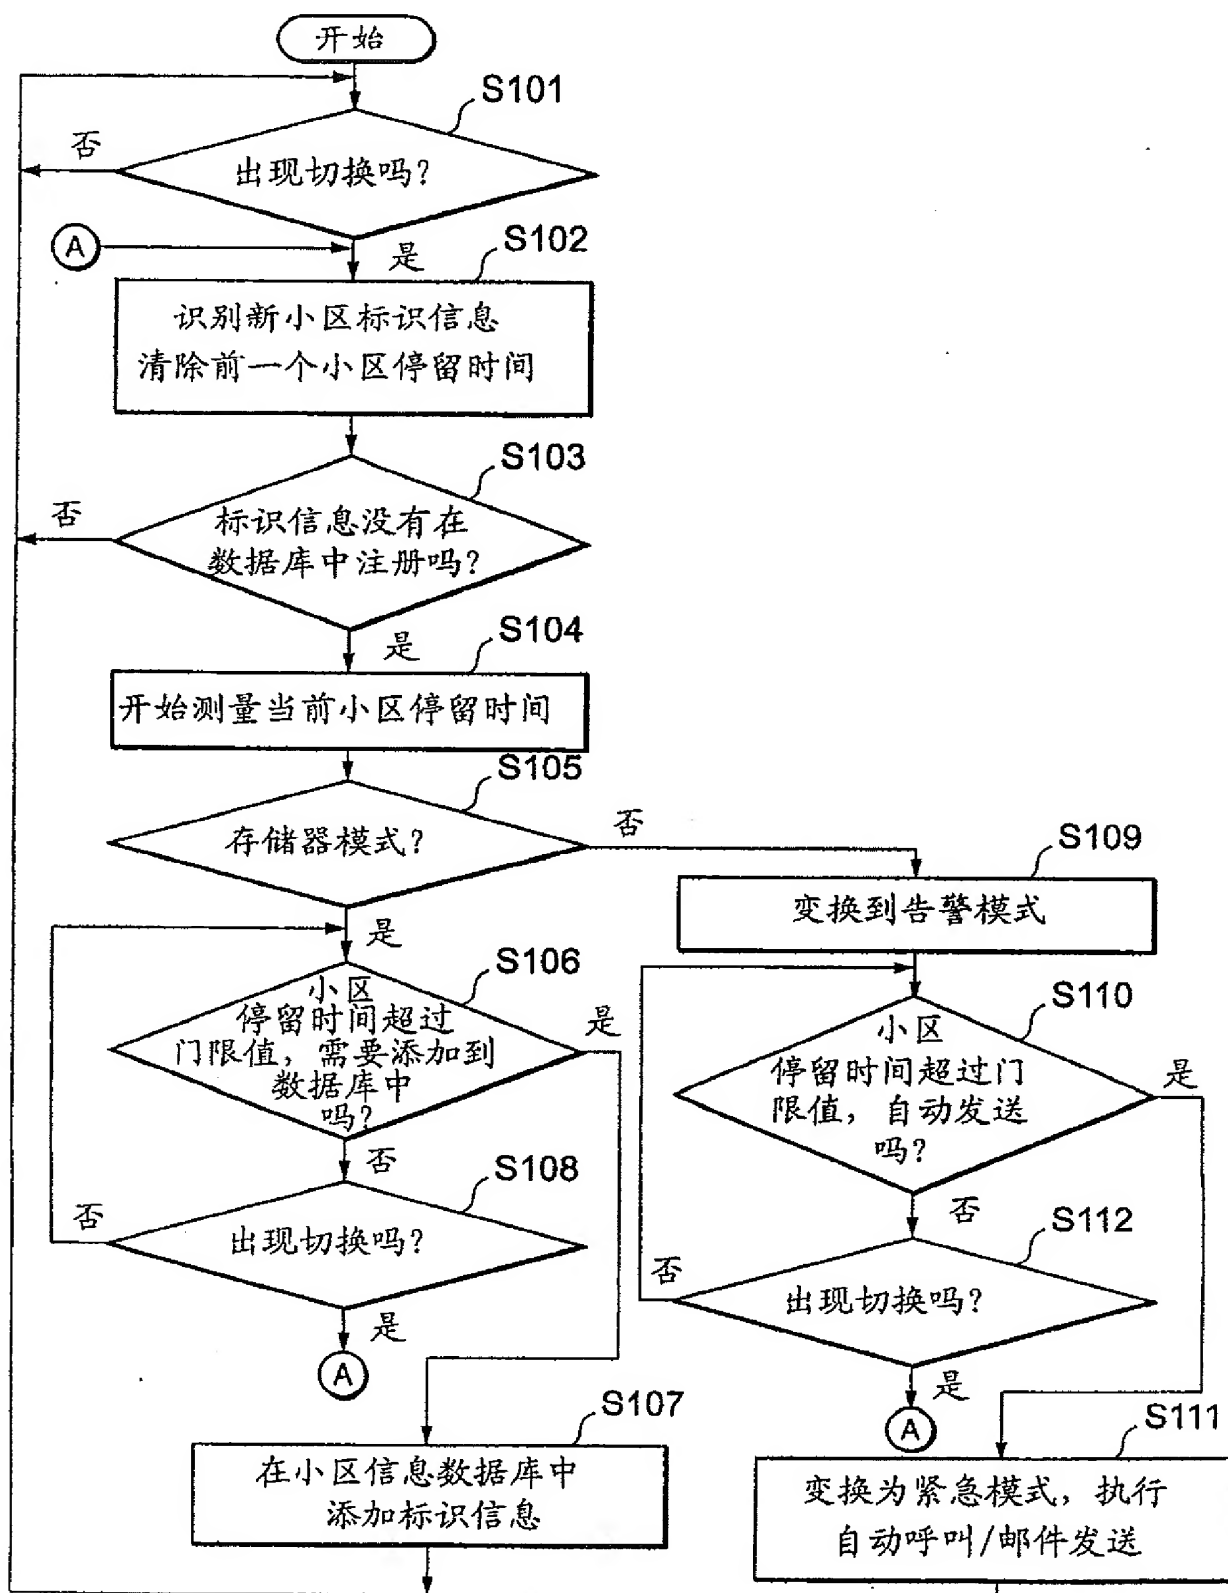 开始
S101
否
出现切换吗?
A
是
S102
识别新小区标识信息
清除前一个小区停留时间
S103
否
标识信息没有在
数据库中注册吗?
是
S104
开始测量当前小区停留时间
S105
存储器模式?
否
是
S109
变换到告警模式
S106
小区
停留时间超过
门限值，需要添加到
数据库中
吗?
是
否
S110
小区
停留时间超过门
限值，自动发送
吗?
是
否
S108
否
出现切换吗?
是
A
S112
否
出现切换吗?
是
A
S107
在小区信息数据库中
添加标识信息
S111
变换为紧急模式，执行
自动呼叫/邮件发送